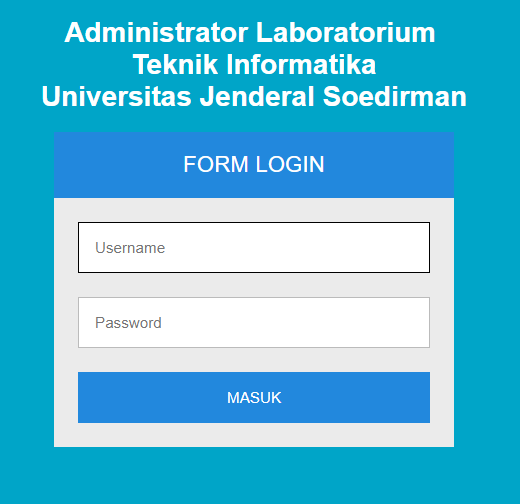 Administrator Laboratorium
Teknik Informatika
Universitas Jenderal Soedirman
FORM LOGIN
Username
Password
MASUK